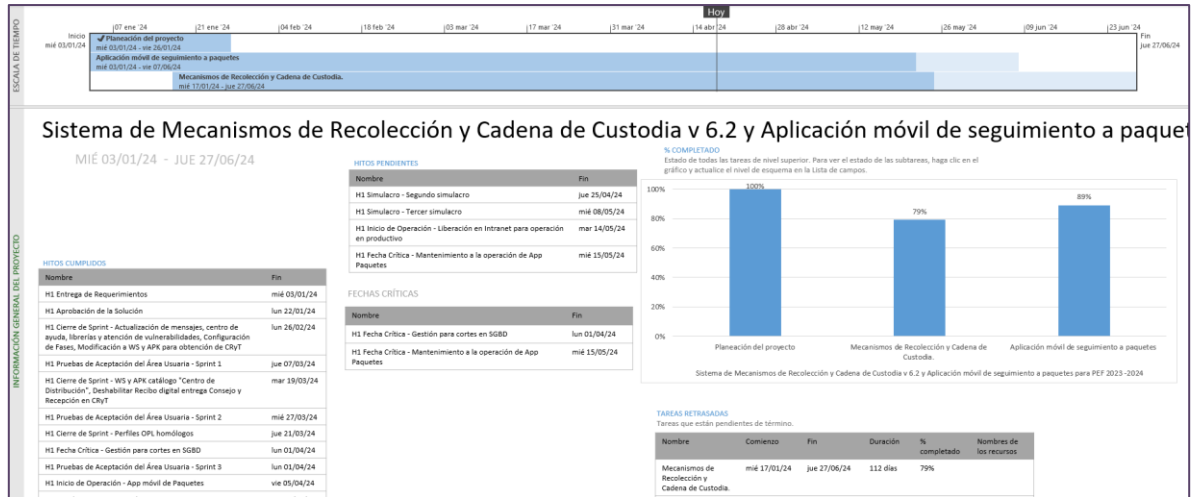 Hoy
07 ene '24
21 ene '24
04 feb '24
18 feb '24
03 mar '24
17 mar '24
31 mar '24
14 abr '24
28 abr '24
12 may '24
26 may '24
09 jun '24
23 jun '24
ESCALA DE TIEMPO
Inicio
mié 03/01/24
Planeación del proyecto
mié 03/01/24 - vie 26/01/24
Aplicación móvil de seguimiento a paquetes
mié 03/01/24 - vie 07/06/24
Mecanismos de Recolección y Cadena de Custodia.
mié 17/01/24 - jue 27/06/24
Fin
jue 27/06/24
INFORMACIÓN GENERAL DEL PROYECTO
Sistema de Mecanismos de Recolección y Cadena de Custodia v 6.2 y Aplicación móvil de seguimiento a paquet
MIÉ 03/01/24 - JUE 27/06/24
HITOS CUMPLIDOS
Nombre Fin
H1 Entrega de Requerimientos mié 03/01/24
H1 Aprobación de la Solución lun 22/01/24
H1 Cierre de Sprint - Actualización de mensajes, centro de lun 26/02/24
ayuda, librerías y atención de vulnerabilidades, Configuración
de Fases, Modificación a WS y APK para obtención de CRyT
H1 Pruebas de Aceptación del Área Usuaria - Sprint 1 jue 07/03/24
H1 Cierre de Sprint - WS y APK catálogo "Centro de mar 19/03/24
Distribución", Deshabilitar Recibo digital entrega Consejo y
Recepción en CRyT
H1 Pruebas de Aceptación del Área Usuaria - Sprint 2 mié 27/03/24
H1 Cierre de Sprint - Perfiles OPL homólogos jue 21/03/24
H1 Fecha Crítica - Gestión para cortes en SGBD lun 01/04/24
H1 Pruebas de Aceptación del Área Usuaria - Sprint 3 lun 01/04/24
H1 Inicio de Operación - App móvil de Paquetes vie 05/04/24
HITOS PENDIENTES
Nombre Fin
H1 Simulacro - Segundo simulacro jue 25/04/24
H1 Simulacro - Tercer simulacro mié 08/05/24
H1 Inicio de Operación - Liberación en Intranet para operación mar 14/05/24
en productivo
H1 Fecha Crítica - Mantenimiento a la operación de App mié 15/05/24
Paquetes
FECHAS CRÍTICAS
Nombre Fin
H1 Fecha Crítica - Gestión para cortes en SGBD lun 01/04/24
H1 Fecha Crítica - Mantenimiento a la operación de App mié 15/05/24
Paquetes
% COMPLETADO
Estado de todas las tareas de nivel superior. Para ver el estado de las subtareas, haga clic en el
gráfico y actualice el nivel de esquema en la Lista de campos.
100%
80%
60%
40%
20%
0%
100%
79%
89%
Planeación del proyecto
Mecanismos de Recolección y Cadena de
Custodia.
Aplicación móvil de seguimiento a paquetes
Sistema de Mecanismos de Recolección y Cadena de Custodia v 6.2 y Aplicación móvil de seguimiento a paquetes para PEF 2023 -2024
TAREAS RETRASADAS
Tareas que están pendientes de término.
Nombre Comienzo Fin Duración % Nombres de
completado los recursos
Mecanismos de mié 17/01/24 jue 27/06/24 112 días 79%
Recolección y
Cadena de Custodia.